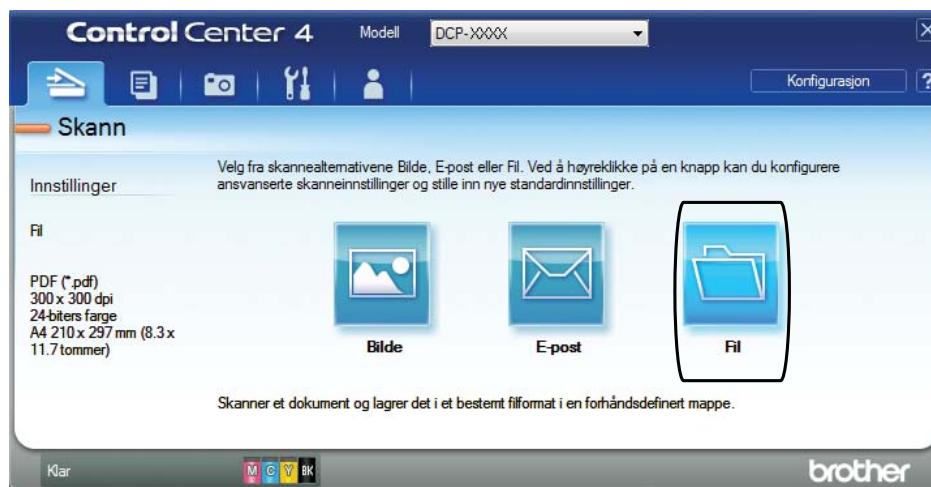 Control Center 4 Modell DCP-XXXX
Konfigurasjon ?
Skann
Velg fra skannealternativene Bilde, E-post eller Fil. Ved å høyreklikke på en knapp kan du konfigurere
ansvanserte skanneinnstillinger og stille inn nye standardinnstillinger.
Innstillinger
Fil
PDF (*.pdf)
300 x 300 dpi
24-biters farge
A4 210 x 297 mm (8.3 x
11.7 tommer)
Bilde E-post Fil
Skanner et dokument og lagrer det i et bestemt filformat i en forhåndsdefinert mappe.
Klar M C Y BK brother